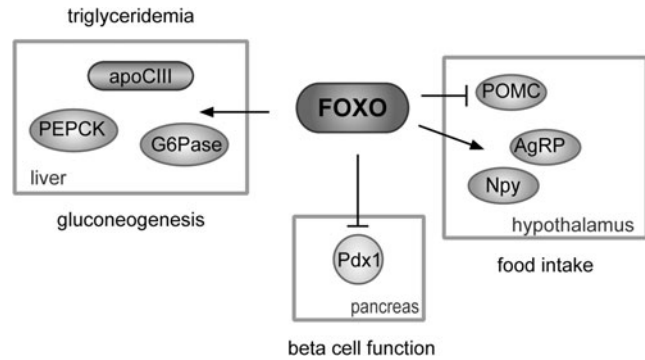 triglyceridemia
apoCIII
PEPCK
G6Pase
liver
gluconeogenesis
FOXO
POMC
AgRP
Npy
hypothalamus
food intake
Pdx1
pancreas
beta cell function